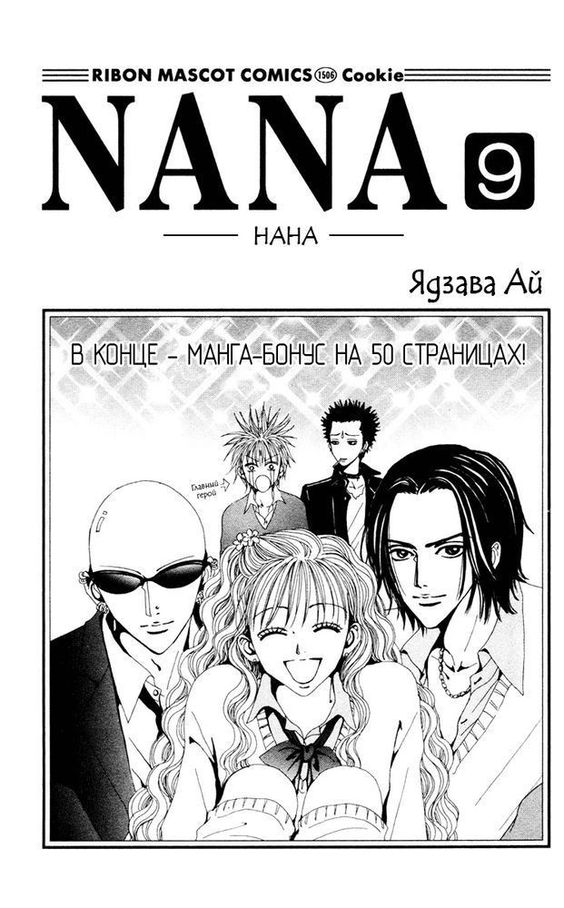 RIBON MASCOT COMICS 1506 Cookie
NANA 9
НАНА
Ядзава Ай
В КОНЦЕ – МАНГА-БОНУС НА 50 СТРАНИЦАХ!
Главный
герой